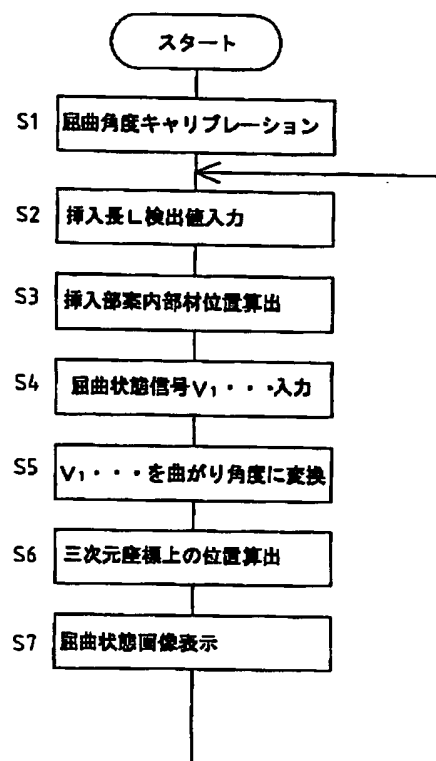 スタート
S1 屈曲角度キャリブレーション
S2 挿入長L検出値入力
S3 挿入部案内部材位置算出
S4 屈曲状態信号V₁・・・入力
S5 V₁・・・を曲がり角度に変換
S6 三次元座標上の位置算出
S7 屈曲状態画像表示